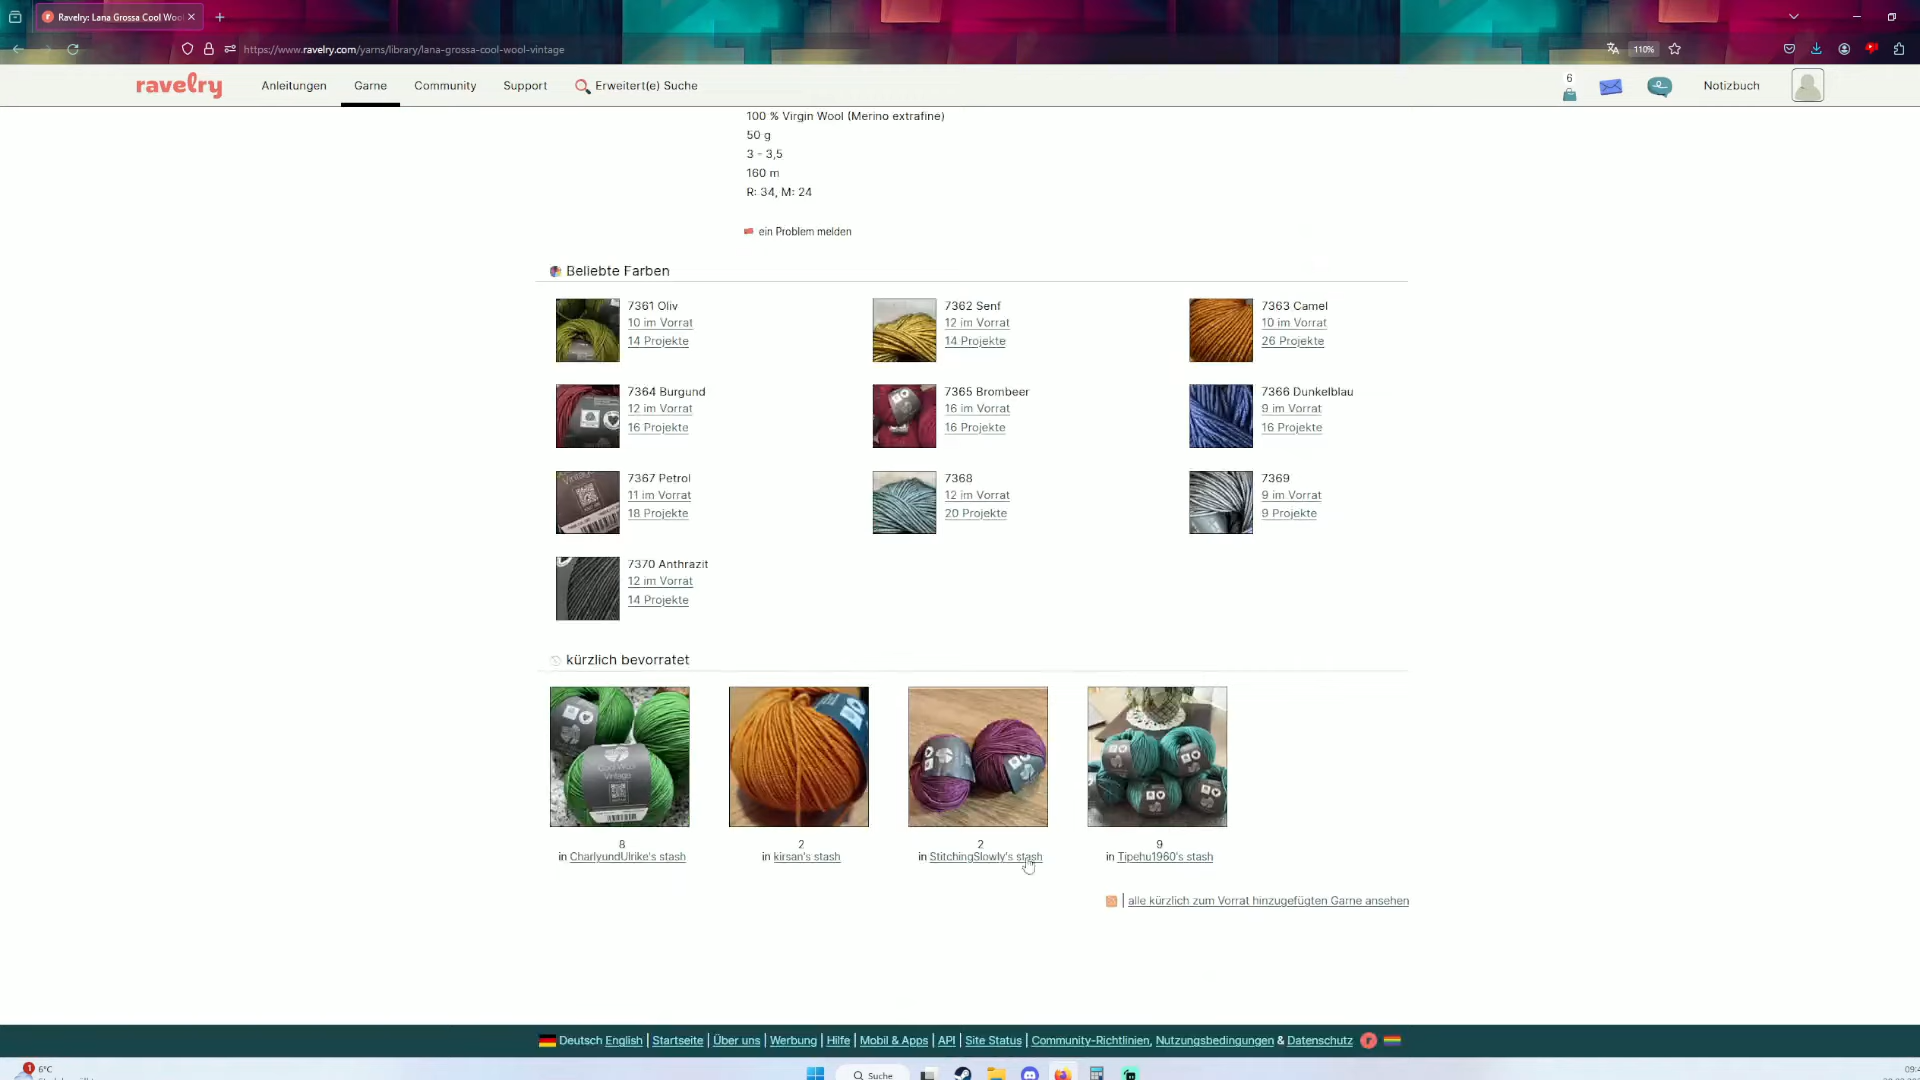 Ravelry: Lana Grossa Cool Woo
https://www.ravelry.com/yarns/library/lana-grossa-cool-wool-vintage
110%
ravelry
Anleitungen
Garne
Community
Support
Erweitert(e) Suche
6
Notizbuch
100 % Virgin Wool (Merino extrafine)
50 g
3 - 3,5
160 m
R: 34, M: 24
ein Problem melden
Beliebte Farben
7361 Oliv
10 im Vorrat
14 Projekte
7362 Senf
12 im Vorrat
14 Projekte
7363 Camel
10 im Vorrat
26 Projekte
7364 Burgund
12 im Vorrat
16 Projekte
7365 Brombeer
16 im Vorrat
16 Projekte
7366 Dunkelblau
9 im Vorrat
16 Projekte
7367 Petrol
11 im Vorrat
18 Projekte
7368
12 im Vorrat
20 Projekte
7369
9 im Vorrat
9 Projekte
7370 Anthrazit
12 im Vorrat
14 Projekte
kürzlich bevorratet
Cool Wool
Vintage
8
in CharlyundUlrike's stash
2
in kirsan's stash
2
in StitchingSlowly's stash
9
in Tipehu1960's stash
| alle kürzlich zum Vorrat hinzugefügten Garne ansehen
Deutsch English | Startseite | Über uns | Werbung | Hilfe | Mobil & Apps | API | Site Status | Community-Richtlinien, Nutzungsbedingungen & Datenschutz
1
6°C
Suche